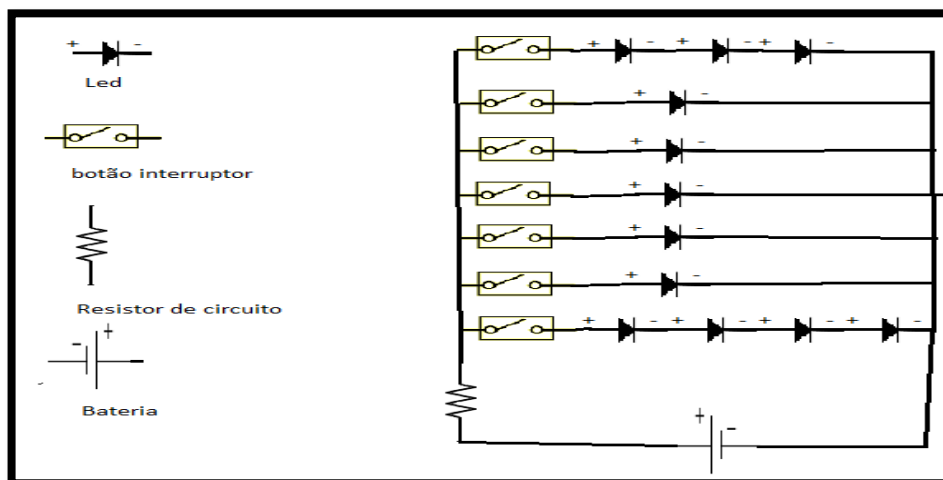 + -
Led
botão interruptor
Resistor de circuito
- +
Bateria
+ - + - + -
+ -
+ -
+ -
+ -
+ -
+ - + - + - + -
+ -